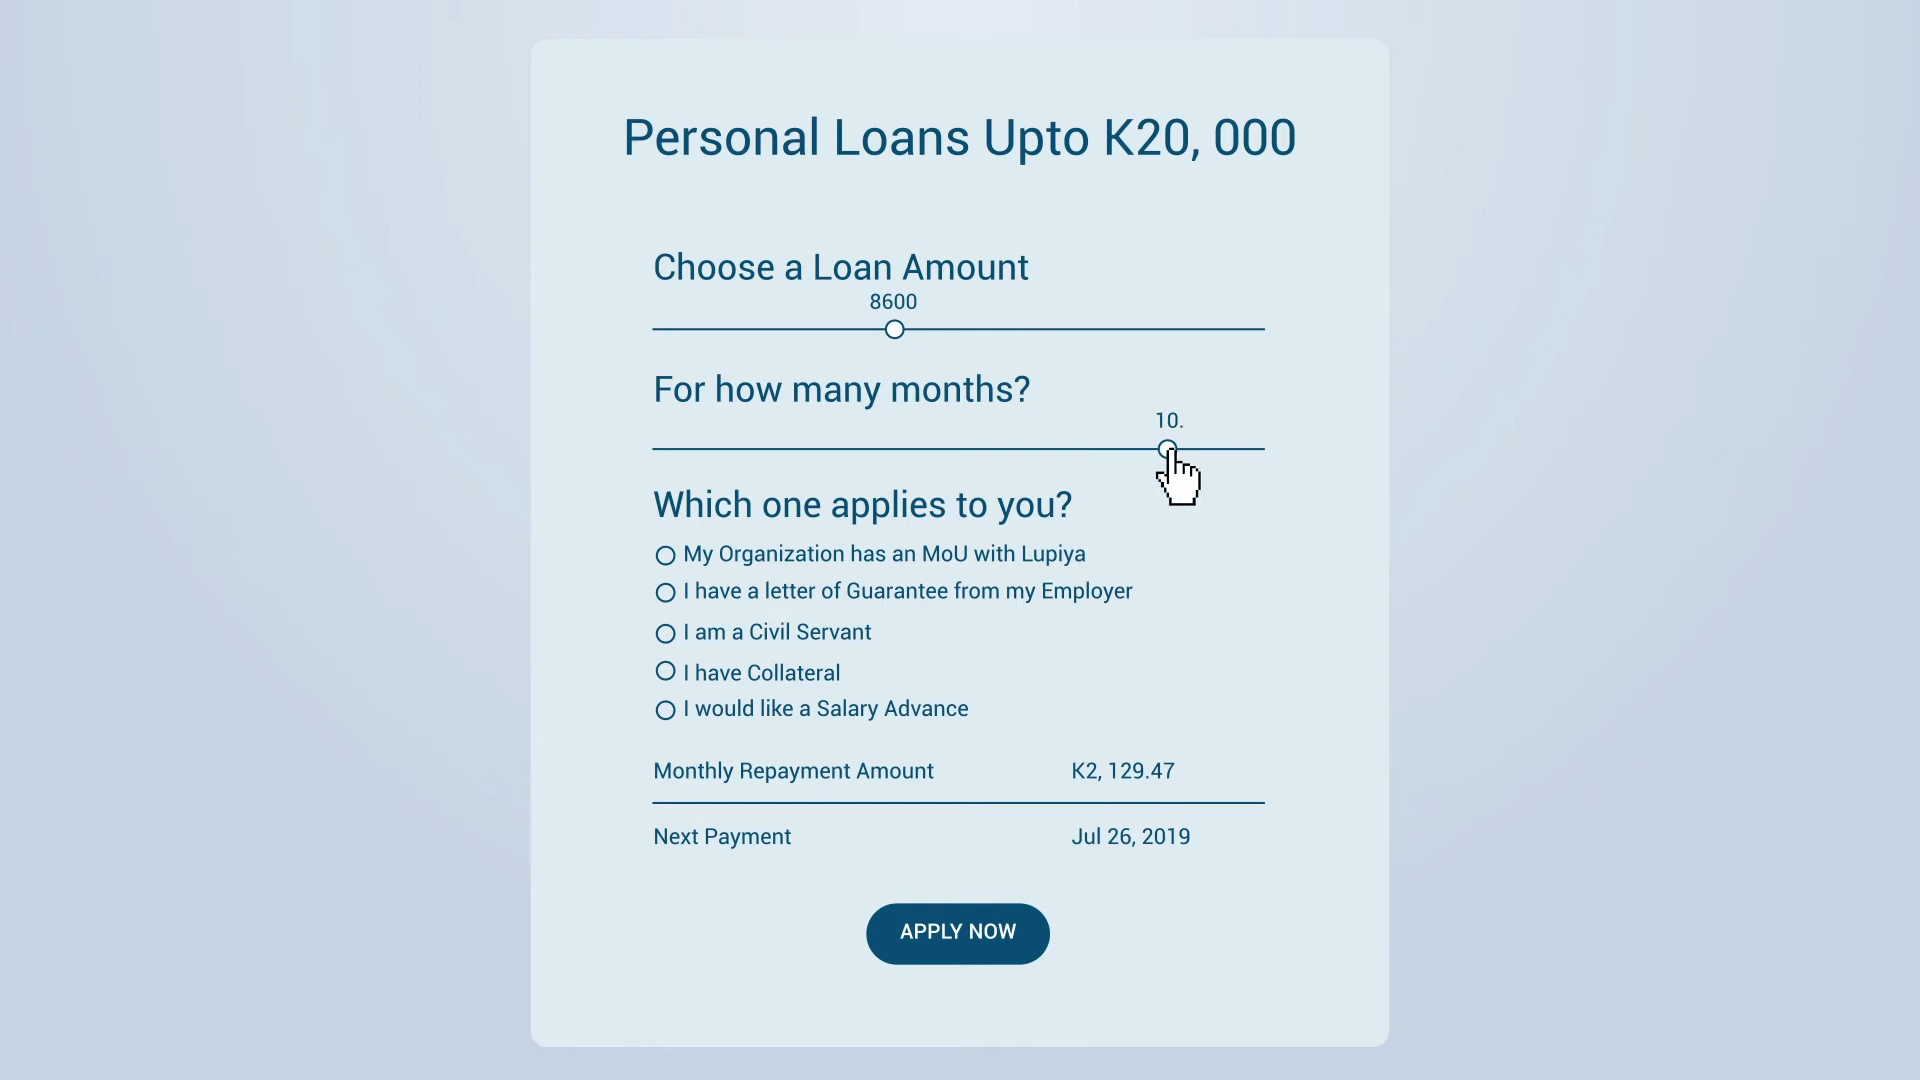 Personal Loans Upto K20, 000
Choose a Loan Amount
8600
For how many months?
10.
Which one applies to you?
My Organization has an MoU with Lupiya
I have a letter of Guarantee from my Employer
I am a Civil Servant
I have Collateral
I would like a Salary Advance
Monthly Repayment Amount K2, 129.47
Next Payment Jul 26, 2019
APPLY NOW